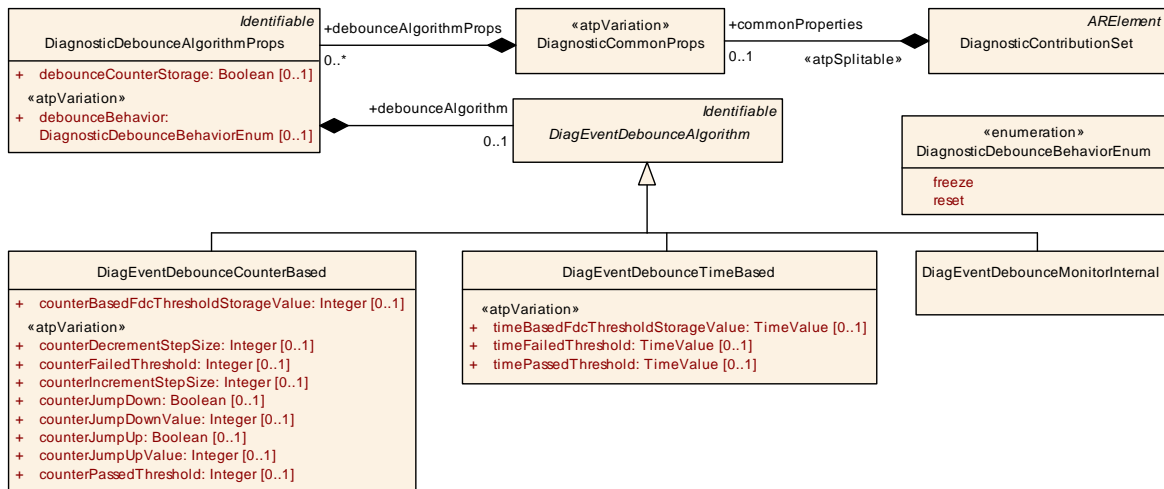 Identifiable
DiagnosticDebounceAlgorithmProps
+ debounceCounterStorage: Boolean [0..1]
«atpVariation»
+ debounceBehavior:
DiagnosticDebounceBehaviorEnum [0..1]
+debounceAlgorithmProps
0..*
«atpVariation»
DiagnosticCommonProps
+commonProperties
0..1
«atpSplitable»
ARElement
DiagnosticContributionSet
+debounceAlgorithm
0..1
Identifiable
DiagEventDebounceAlgorithm
«enumeration»
DiagnosticDebounceBehaviorEnum
freeze
reset
DiagEventDebounceCounterBased
+ counterBasedFdcThresholdStorageValue: Integer [0..1]
«atpVariation»
+ counterDecrementStepSize: Integer [0..1]
+ counterFailedThreshold: Integer [0..1]
+ counterIncrementStepSize: Integer [0..1]
+ counterJumpDown: Boolean [0..1]
+ counterJumpDownValue: Integer [0..1]
+ counterJumpUp: Boolean [0..1]
+ counterJumpUpValue: Integer [0..1]
+ counterPassedThreshold: Integer [0..1]
DiagEventDebounceTimeBased
«atpVariation»
+ timeBasedFdcThresholdStorageValue: TimeValue [0..1]
+ timeFailedThreshold: TimeValue [0..1]
+ timePassedThreshold: TimeValue [0..1]
DiagEventDebounceMonitorInternal